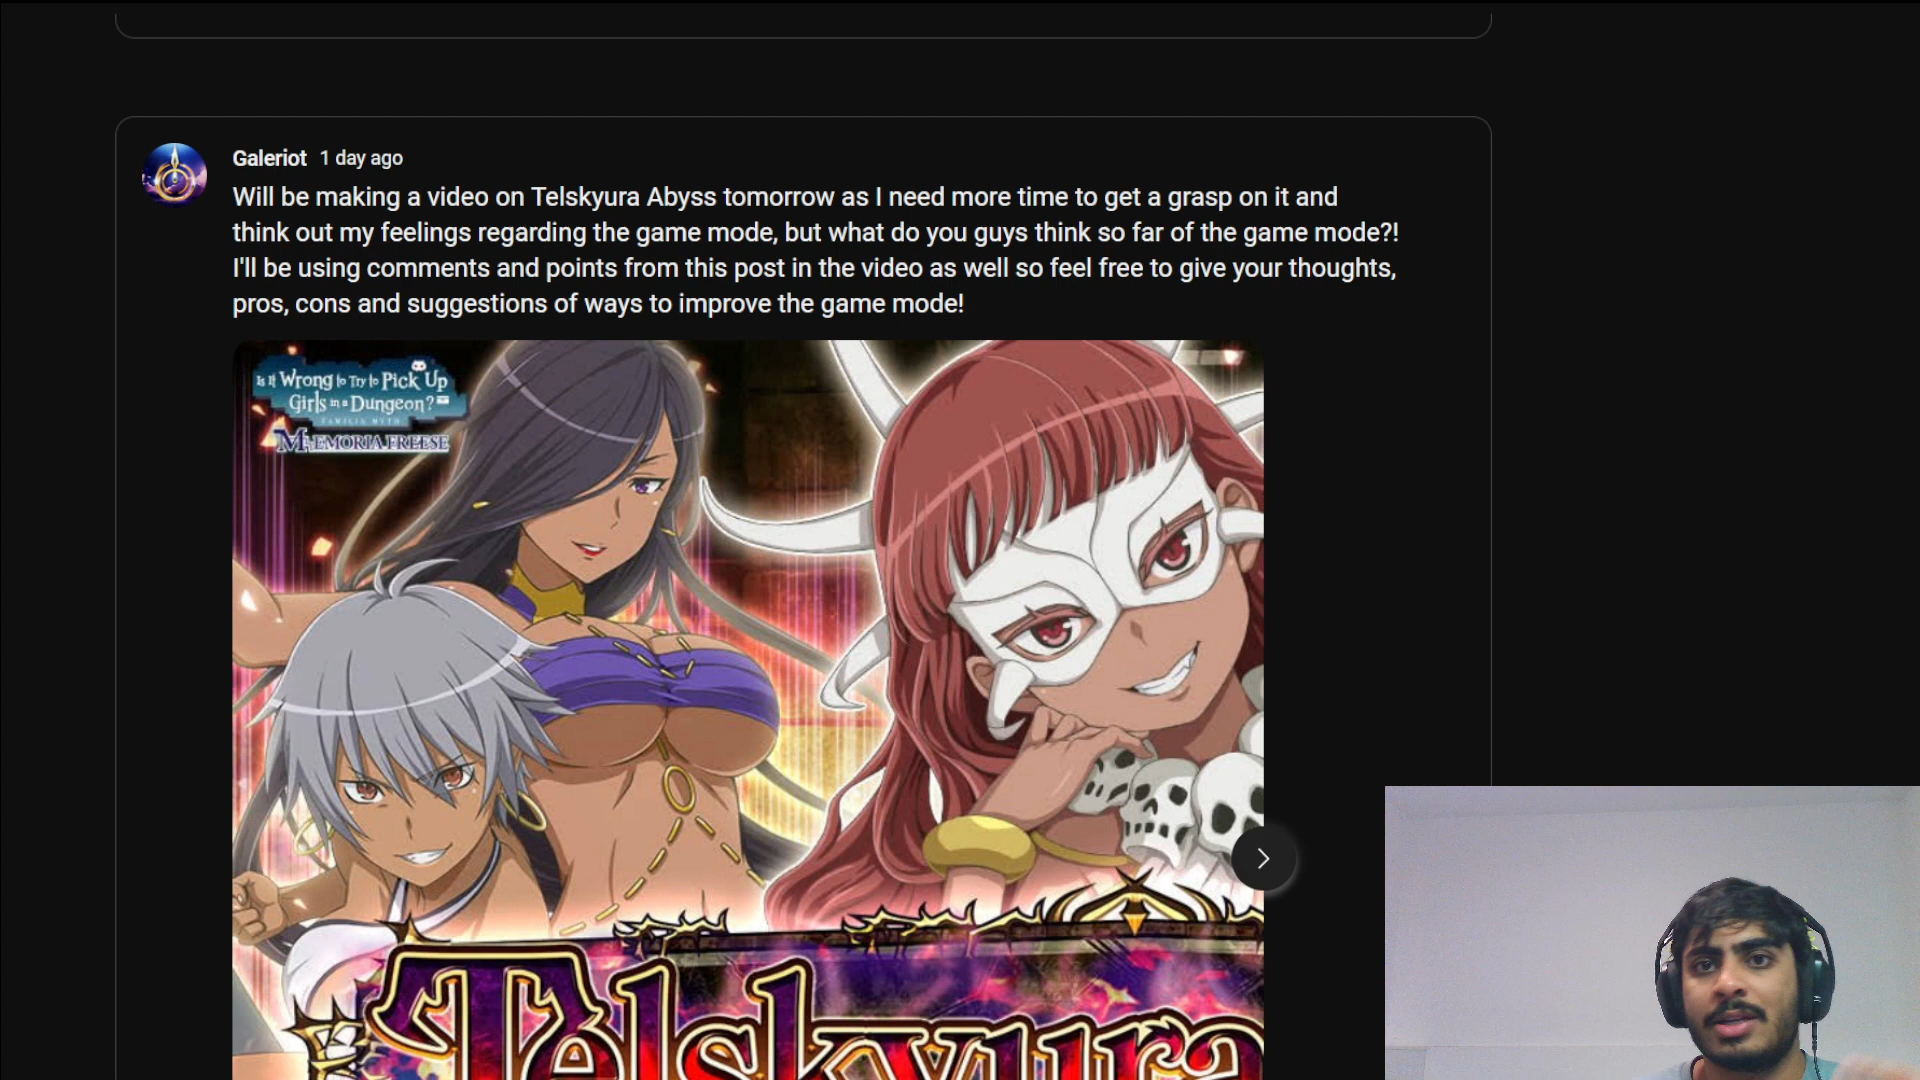 Galeriot 1 day ago
Will be making a video on Telskyura Abyss tomorrow as I need more time to get a grasp on it and
think out my feelings regarding the game mode, but what do you guys think so far of the game mode?!
I'll be using comments and points from this post in the video as well so feel free to give your thoughts,
pros, cons and suggestions of ways to improve the game mode!
Is It Wrong to Try to Pick Up
Girls in a Dungeon?
FAMILIA MYTH
MEMORIA FREESE
Telskyura